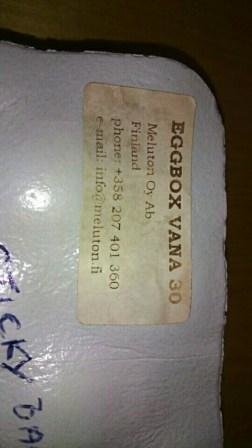 EGGBOX VANA 30
Meluton Oy Ab
Finland
phone: +358 207 401 360
e-mail: info@meluton.fi